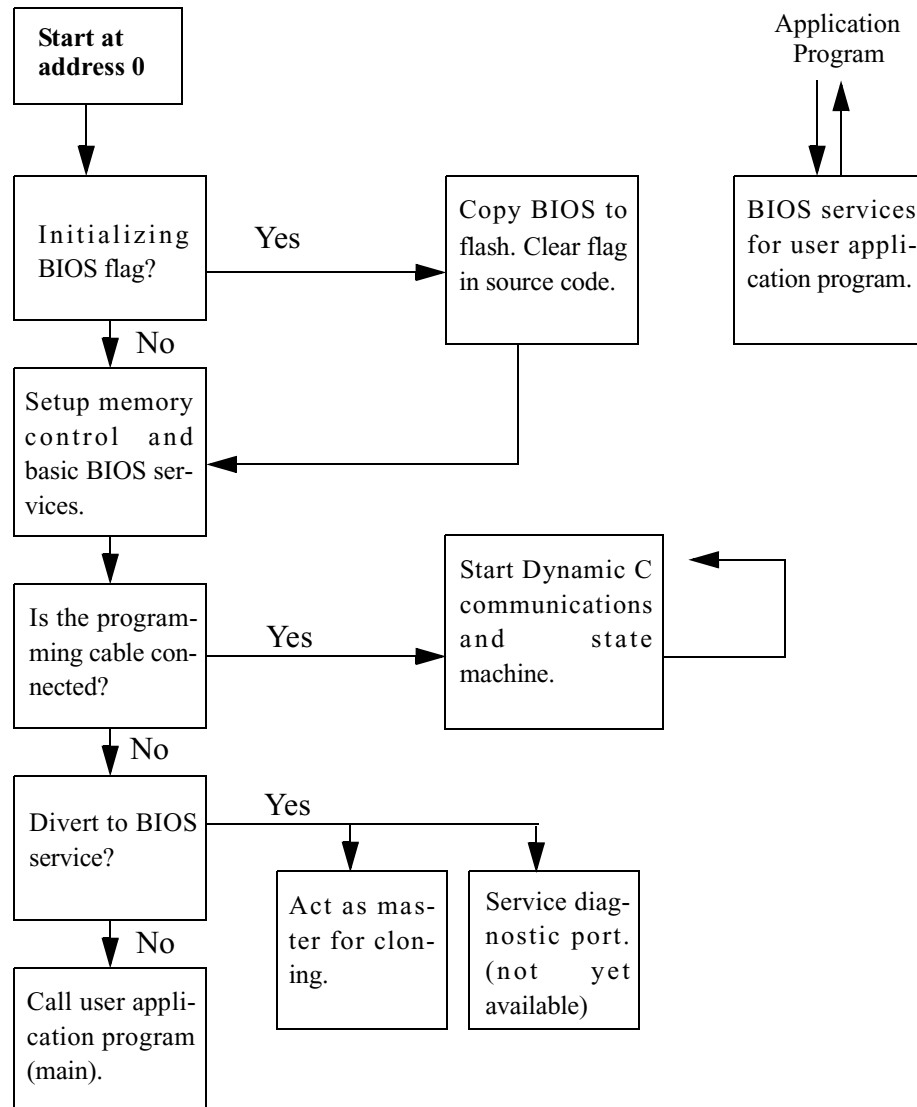 Start at
address 0
Application
Program
Initializing
BIOS flag?
Yes
Copy BIOS to
flash. Clear flag
in source code.
BIOS services
for user appli-
cation program.
No
Setup memory
control and
basic BIOS ser-
vices.
Is the program-
ming cable con-
nected?
Yes
Start Dynamic C
communications
and state
machine.
No
Divert to BIOS
service?
Yes
Act as mas-
ter for clon-
ing.
Service diag-
nostic port.
(not yet
available)
No
Call user appli-
cation program
(main).